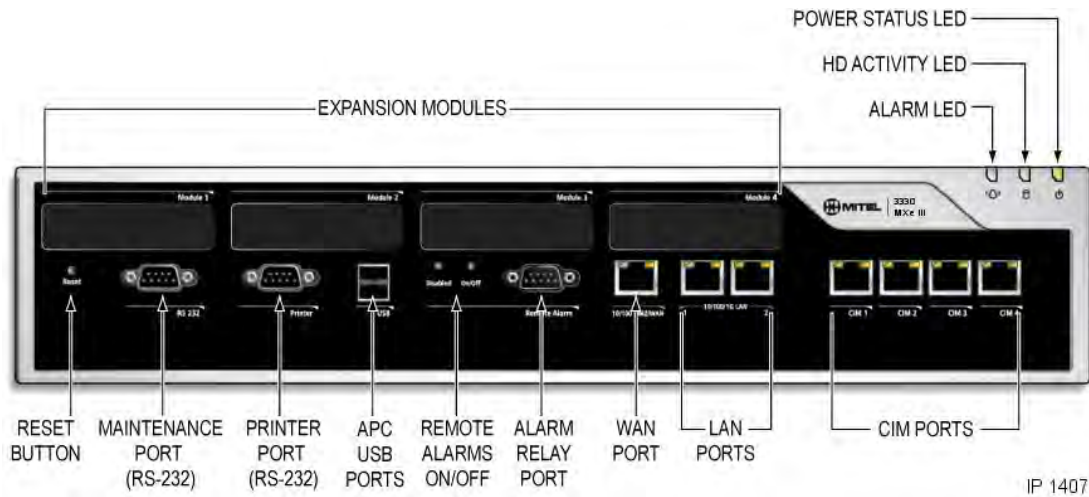 POWER STATUS LED
HD ACTIVITY LED
EXPANSION MODULES
ALARM LED
Module 1
Module 2
Module 3
Module 4
MITEL
3330
MXe III
Reset
Disabled
On/Off
RS 232
Printer
USB
Remote Alarm
10/100/1G LAN
1
2
CIM 1
CIM 2
CIM 3
CIM 4
RESET
BUTTON
MAINTENANCE
PORT
(RS-232)
PRINTER
PORT
(RS-232)
APC
USB
PORTS
REMOTE
ALARMS
ON/OFF
ALARM
RELAY
PORT
WAN
PORT
LAN
PORTS
CIM PORTS
IP 1407